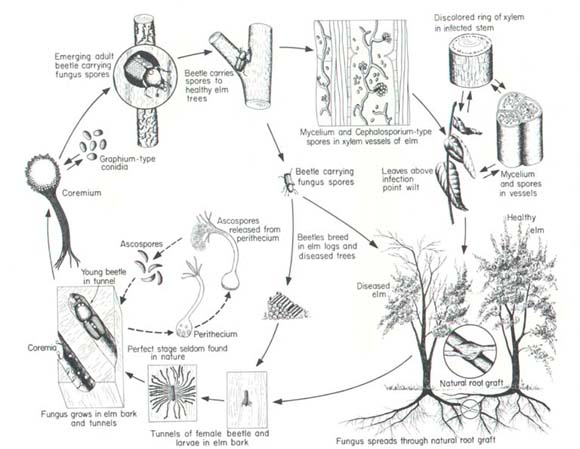 Emerging adult
beetle carrying
fungus spores
Beetle carries
spores to
healthy elm
trees
Discolored ring of xylem
in infected stem
Mycelium and Cephalosporium-type
spores in xylem vessels of elm
Graphium-type
conidia
Coremium
Beetle carrying
fungus spores
Leaves above
infection
point wilt
Mycelium
and spores
in vessels
Ascospores
released from
perithecium
Ascospores
Beetles breed
in elm logs and
diseased trees
Healthy
elm
Young beetle
in tunnel
Diseased
elm
Perithecium
Coremia
Perfect stage seldom found
in nature
Natural root graft
Fungus grows in elm bark
and tunnels
Tunnels of female beetle and
larvae in elm bark
Fungus spreads through natural root graft